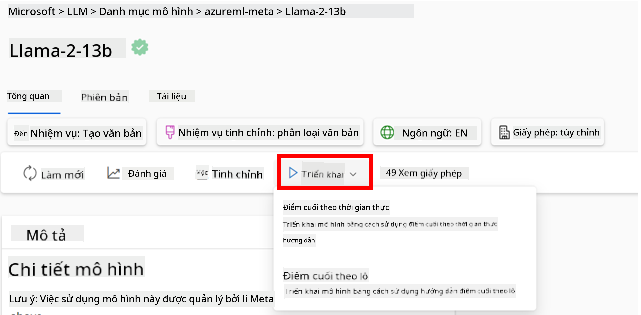 Microsoft > LLM > Danh mục mô hình > azureml-meta > Llama-2-13b
Llama-2-13b
Tổng quan
Phiên bản
Tài liệu
Đến Nhiệm vụ: Tạo văn bản
Nhiệm vụ tinh chỉnh: phân loại văn bản
Ngôn ngữ: EN
Giấy phép: tùy chỉnh
Làm mới
Đánh giá
Tinh chỉnh
Triển khai
49 Xem giấy phép
Điểm cuối theo thời gian thực
Triển khai mô hình bằng cách sử dụng điểm cuối theo thời gian thực
hướng dẫn
Mô tả
Chi tiết mô hình
Điểm cuối theo lô
Triển khai mô hình bằng cách sử dụng hướng dẫn điểm cuối theo lô
Lưu ý: Việc sử dụng mô hình này được quản lý bởi li Meta